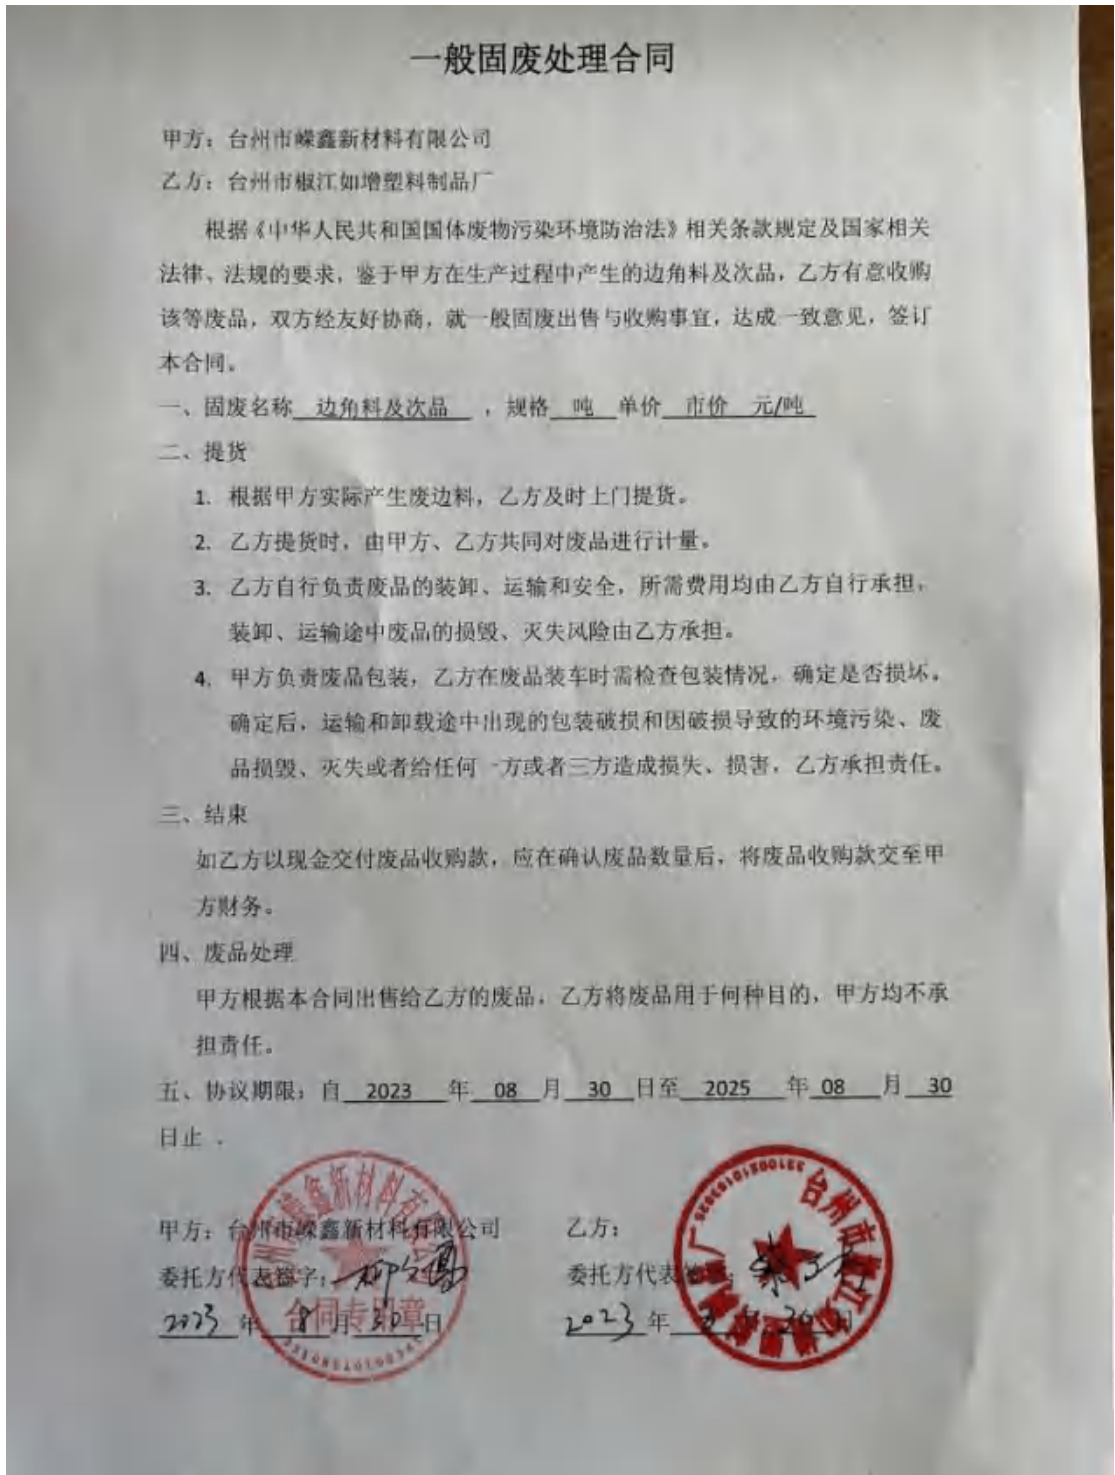 一般固废处理合同
甲方：台州市嵘鑫新材料有限公司
乙方：台州市椒江如增塑料制品厂
根据《中华人民共和国国体废物污染环境防治法》相关条款规定及国家相关
法律、法规的要求，鉴于甲方在生产过程中产生的边角料及次品，乙方有意收购
该等废品，双方经友好协商，就一般固废出售与收购事宜，达成一致意见，签订
本合同。
一、固废名称 边角料及次品 ，规格 吨 单价 市价 元/吨
二、提货
1. 根据甲方实际产生废边料，乙方及时上门提货。
2. 乙方提货时，由甲方、乙方共同对废品进行计量。
3. 乙方自行负责废品的装卸、运输和安全，所需费用均由乙方自行承担，
装卸、运输途中废品的损毁、灭失风险由乙方承担。
4. 甲方负责废品包装，乙方在废品装车时需检查包装情况，确定是否损坏。
确定后，运输和卸载途中出现的包装破损和因破损导致的环境污染、废
品损毁、灭失或者给任何一方或者三方造成损失、损害，乙方承担责任。
三、结束
如乙方以现金交付废品收购款，应在确认废品数量后，将废品收购款交至甲
方财务。
四、废品处理
甲方根据本合同出售给乙方的废品，乙方将废品用于何种目的，甲方均不承
担责任。
五、协议期限：自 2023 年 08 月 30 日至 2025 年 08 月 30
日止．
甲方：台州市嵘鑫新材料有限公司 乙方：
委托方代表签字： 委托方代表签字：
2023 年 8 月 30 日 2023 年 30 日
合同专用章